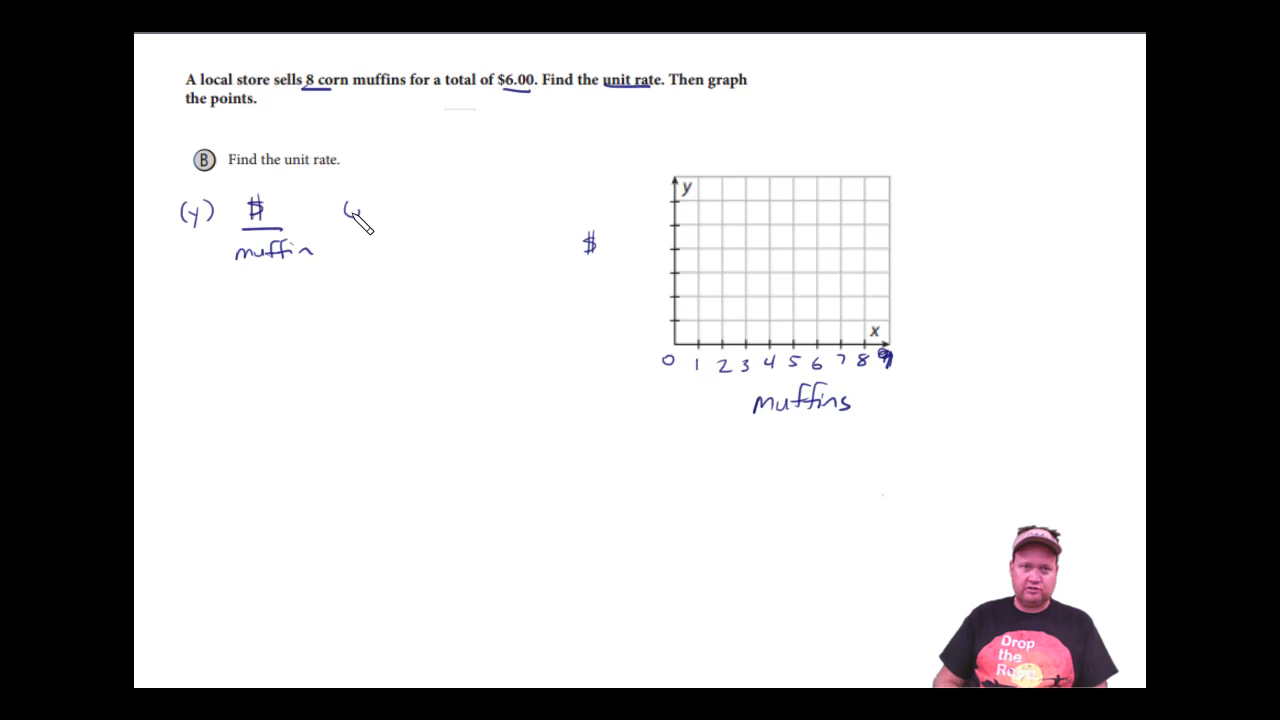 A local store sells 8 corn muffins for a total of $6.00. Find the unit rate. Then graph
the points.
B Find the unit rate.
(y) $
muffin
$
y
x
0 1 2 3 4 5 6 7 8 9
muffins
Drop
the